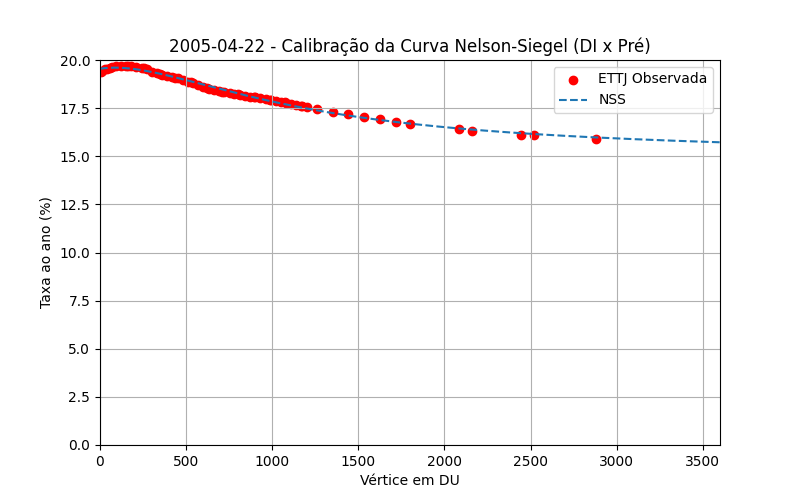 2005-04-22 - Calibração da Curva Nelson-Siegel (DI x Pré)
ETTJ Observada
NSS
Taxa ao ano (%)
20.0
17.5
15.0
12.5
10.0
7.5
5.0
2.5
0.0
0 500 1000 1500 2000 2500 3000 3500
Vértice em DU